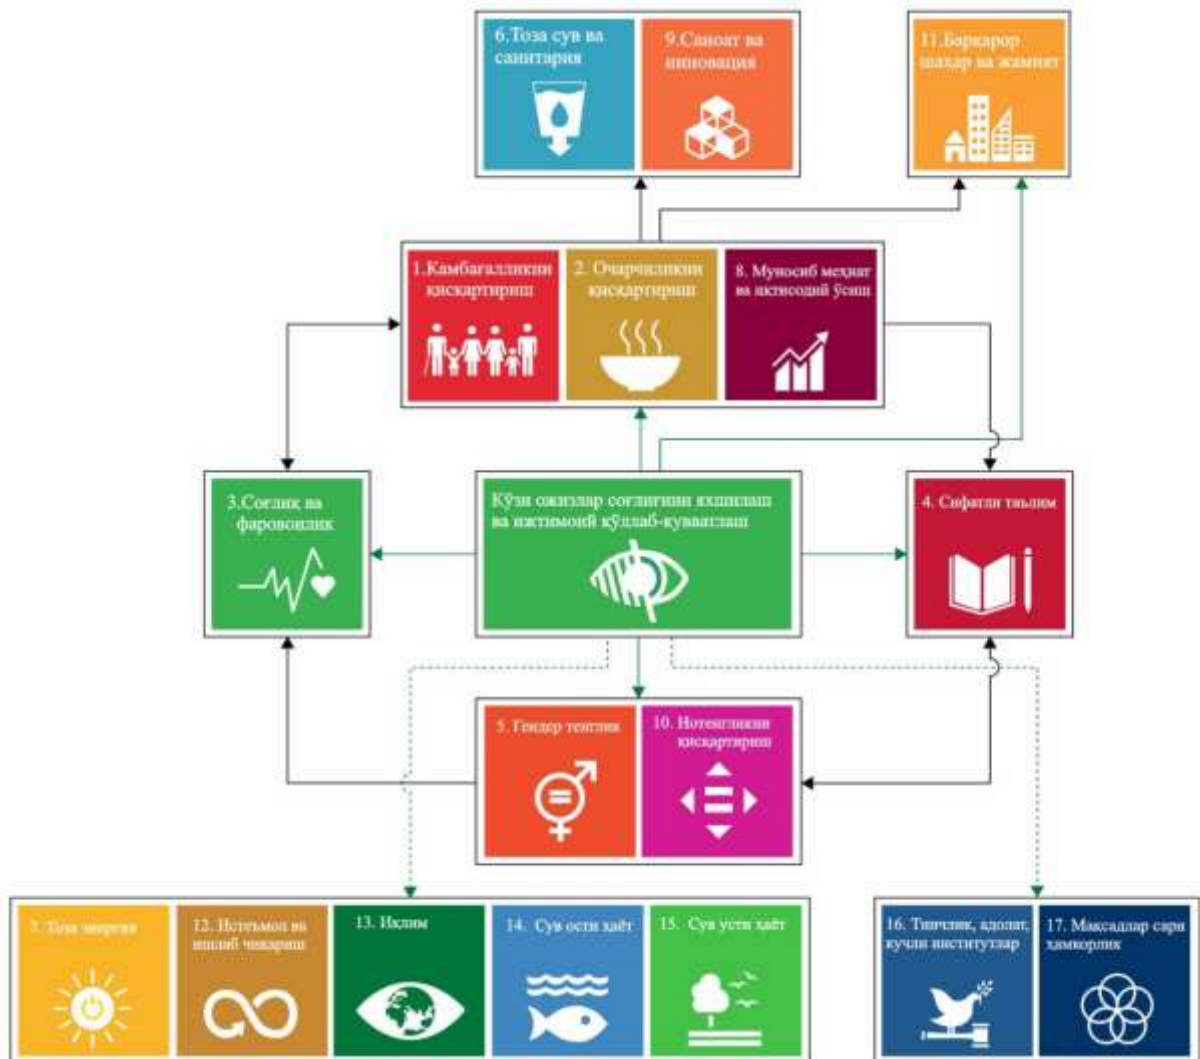 6.Тоза сув ва
санитария
9.Саноат ва
инновация
11.Барқарор
шаҳар ва жамият
1.Камбағалликни
қисқартириш
2. Очарчиликни
қисқартириш
8. Муносиб меҳнат
ва иқтисодий ўсиш
3.Соғлиқ ва
фаровонлик
Кўзи ожизлар соғлиғини яхшилаш
ва ижтимоий қўллаб-қувватлаш
4. Сифатли таълим
5. Гендер тенглик
10. Нотенгликни
қисқартириш
7. Тоза энергия
12. Истеъмол ва
ишлаб чиқариш
13. Иқлим
14. Сув ости ҳаёт
15. Сув усти ҳаёт
16. Тинчлик, адолат,
кучли институтлар
17. Мақсадлар сари
ҳамкорлик